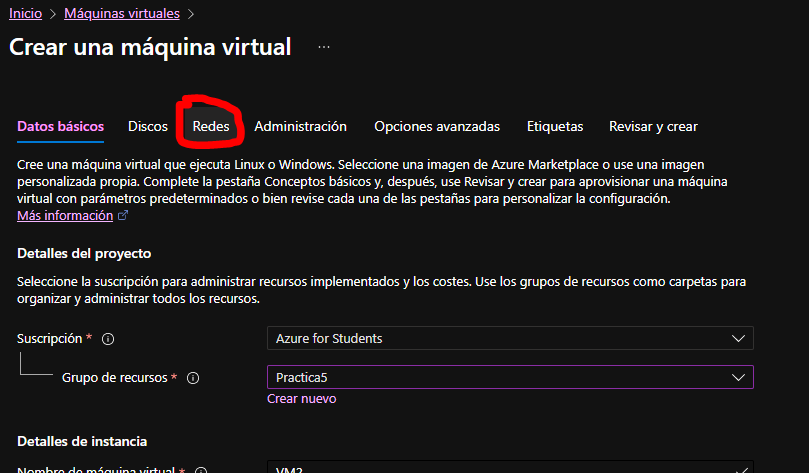 Inicio > Máquinas virtuales >
Crear una máquina virtual ...
Datos básicos Discos Redes Administración Opciones avanzadas Etiquetas Revisar y crear
Cree una máquina virtual que ejecuta Linux o Windows. Seleccione una imagen de Azure Marketplace o use una imagen
personalizada propia. Complete la pestaña Conceptos básicos y, después, use Revisar y crear para aprovisionar una máquina
virtual con parámetros predeterminados o bien revise cada una de las pestañas para personalizar la configuración.
Más información
Detalles del proyecto
Seleccione la suscripción para administrar recursos implementados y los costes. Use los grupos de recursos como carpetas para
organizar y administrar todos los recursos.
Suscripción * Azure for Students
Grupo de recursos * Practica5
Crear nuevo
Detalles de instancia
Nombre de máquina virtual * VM2